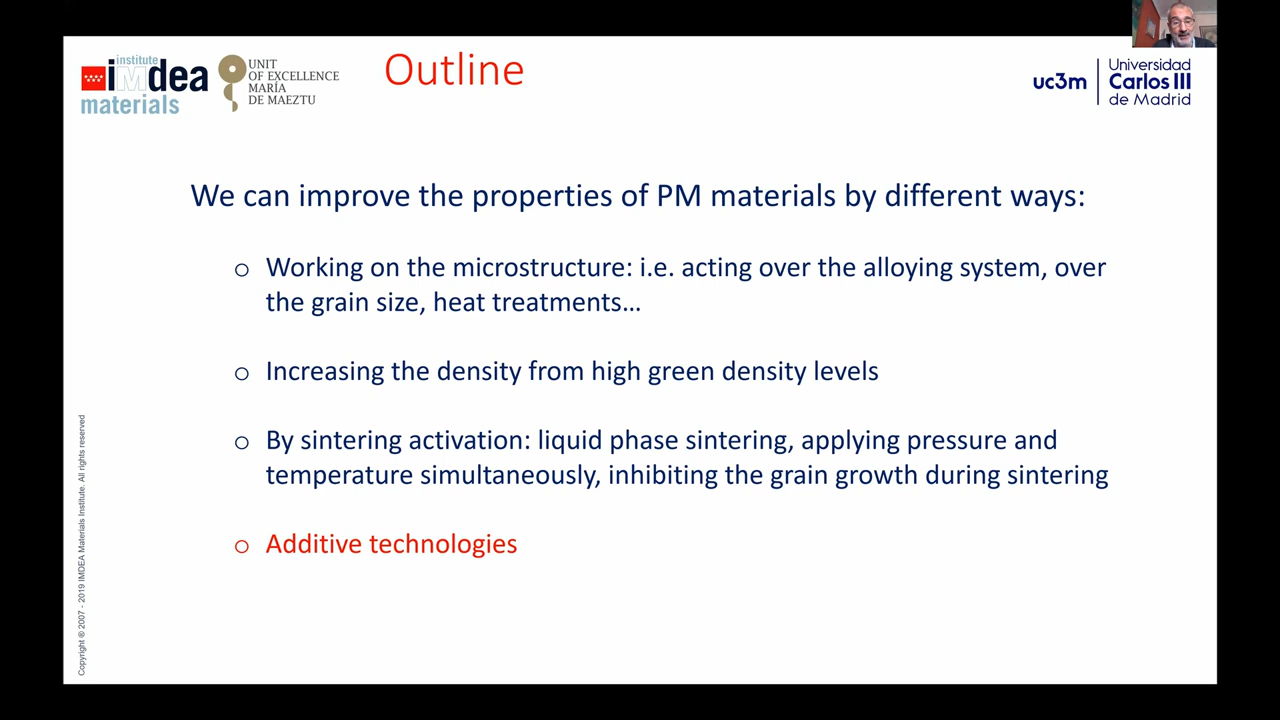 institute
iMdea
materials
UNIT
OF EXCELLENCE
MARÍA
DE MAEZTU
Outline
uc3m
Universidad
Carlos III
de Madrid
We can improve the properties of PM materials by different ways:
o Working on the microstructure: i.e. acting over the alloying system, over
the grain size, heat treatments...
o Increasing the density from high green density levels
o By sintering activation: liquid phase sintering, applying pressure and
temperature simultaneously, inhibiting the grain growth during sintering
o Additive technologies
Copyright ® 2007 - 2019 IMDEA Materials Institute. All rights reserved